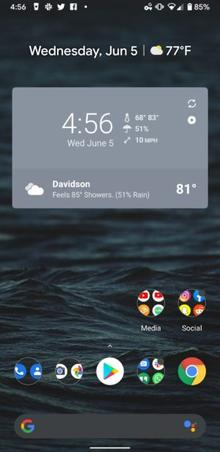 4:56
85%
Wednesday, Jun 5 | 77°F
4:56
Wed June 5
68° 83°
51%
10 MPH
Davidson
Feels 85° Showers. (51% Rain)
81°
Media
Social